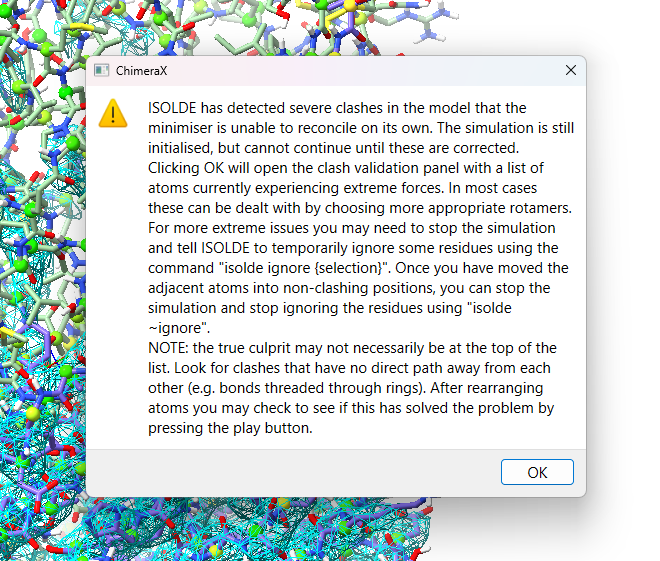 ChimeraX
ISOLDE has detected severe clashes in the model that the
minimiser is unable to reconcile on its own. The simulation is still
initialised, but cannot continue until these are corrected.
Clicking OK will open the clash validation panel with a list of
atoms currently experiencing extreme forces. In most cases
these can be dealt with by choosing more appropriate rotamers.
For more extreme issues you may need to stop the simulation
and tell ISOLDE to temporarily ignore some residues using the
command "isolde ignore {selection}". Once you have moved the
adjacent atoms into non-clashing positions, you can stop the
simulation and stop ignoring the residues using "isolde
~ignore".
NOTE: the true culprit may not necessarily be at the top of the
list. Look for clashes that have no direct path away from each
other (e.g. bonds threaded through rings). After rearranging
atoms you may check to see if this has solved the problem by
pressing the play button.
OK